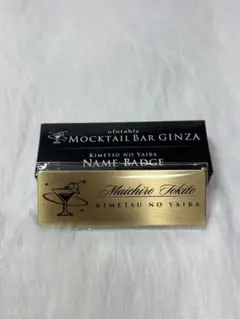 ufotable
MOCKTAIL BAR GINZA
KIMETSU NO YAIBA
NAME BADGE
Muichiro Tokito
KIMETSU NO YAIBA